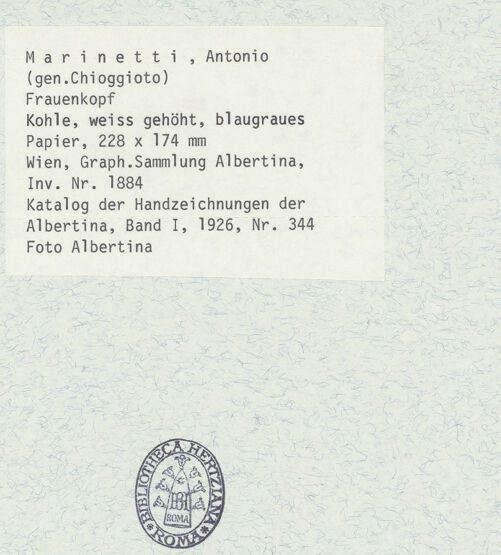 M a r i n e t t i , Antonio
(gen.Chioggioto)
Frauenkopf
Kohle, weiss gehöht, blaugraues
Papier, 228 x 174 mm
Wien, Graph.Sammlung Albertina,
Inv. Nr. 1884
Katalog der Handzeichnungen der
Albertina, Band I, 1926, Nr. 344
Foto Albertina
BIBLIOTHECA HERTZIANA
ROMA
ROMA